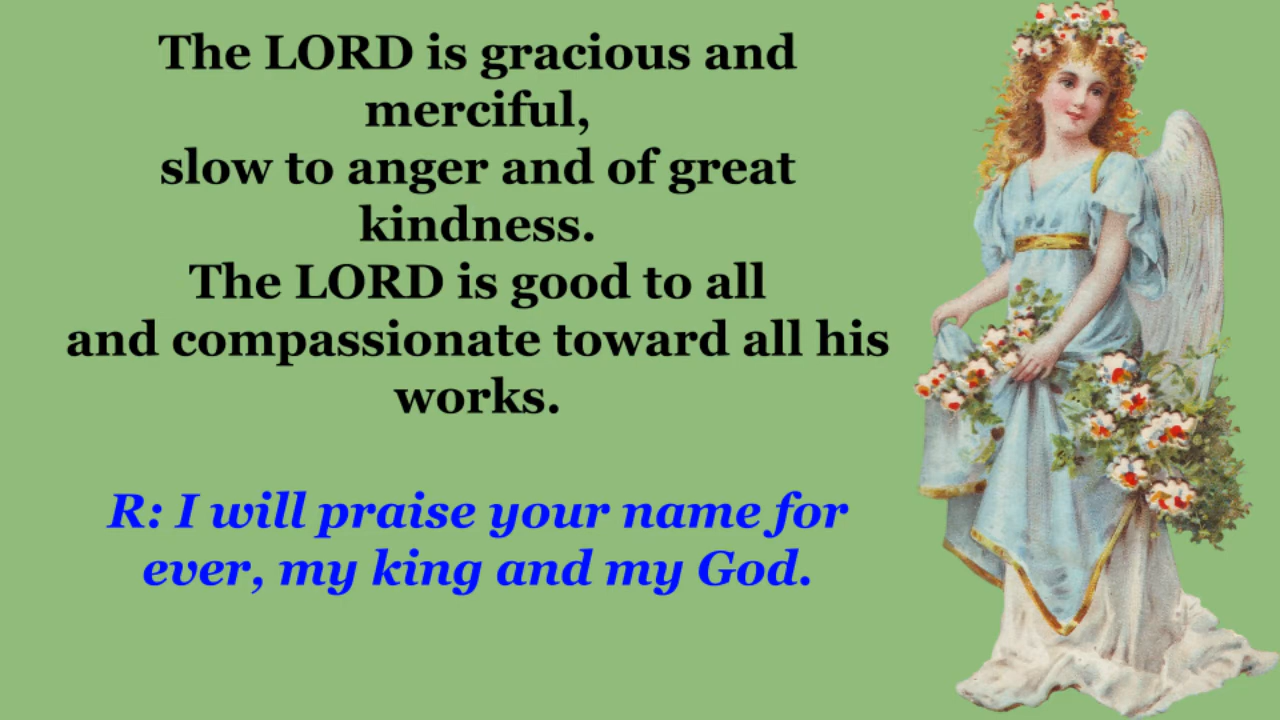 The LORD is gracious and
merciful,
slow to anger and of great
kindness.
The LORD is good to all
and compassionate toward all his
works.
R: I will praise your name for
ever, my king and my God.